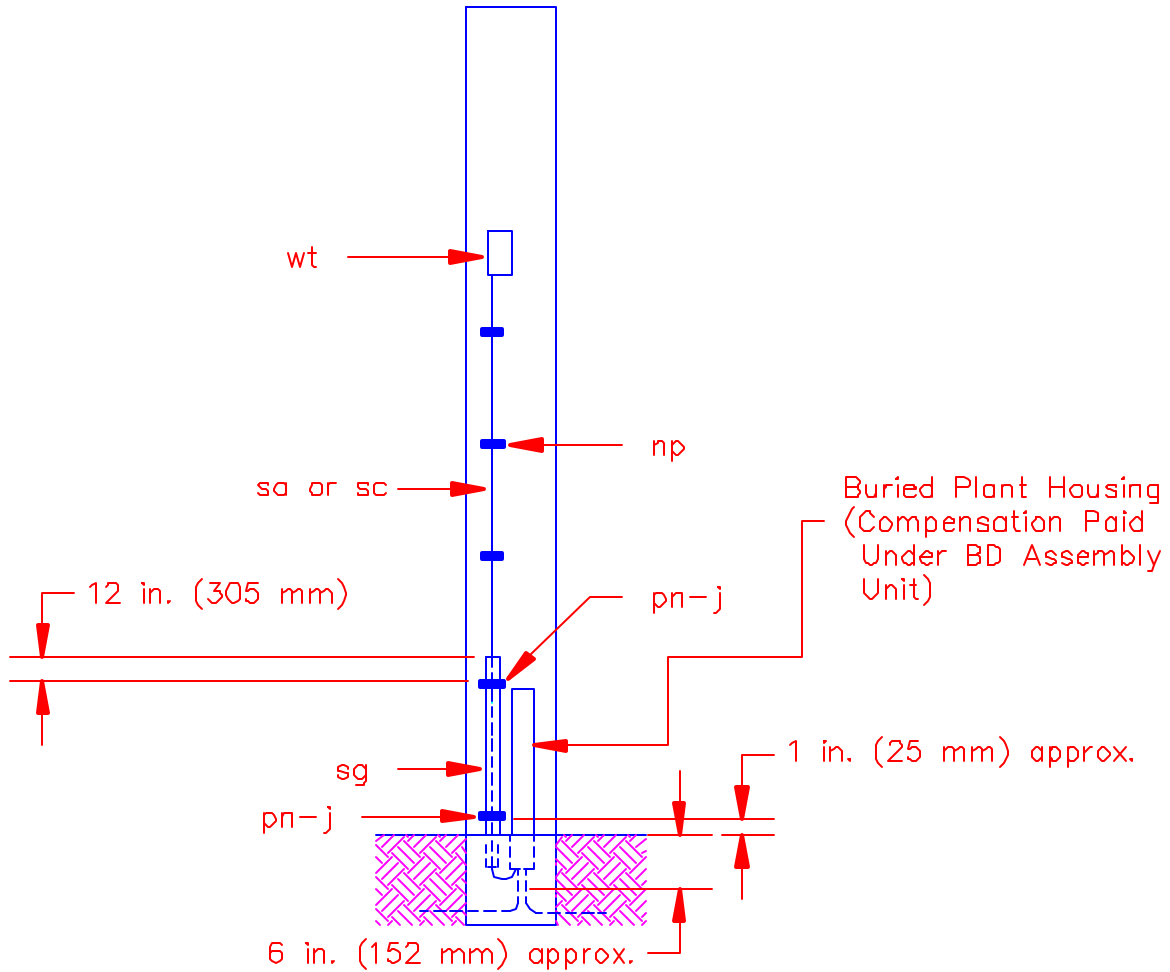 wt
np
sa or sc
Buried Plant Housing
(Compensation Paid
Under BD Assembly
Unit)
12 in. (305 mm)
pn-j
1 in. (25 mm) approx.
sg
pn-j
6 in. (152 mm) approx.